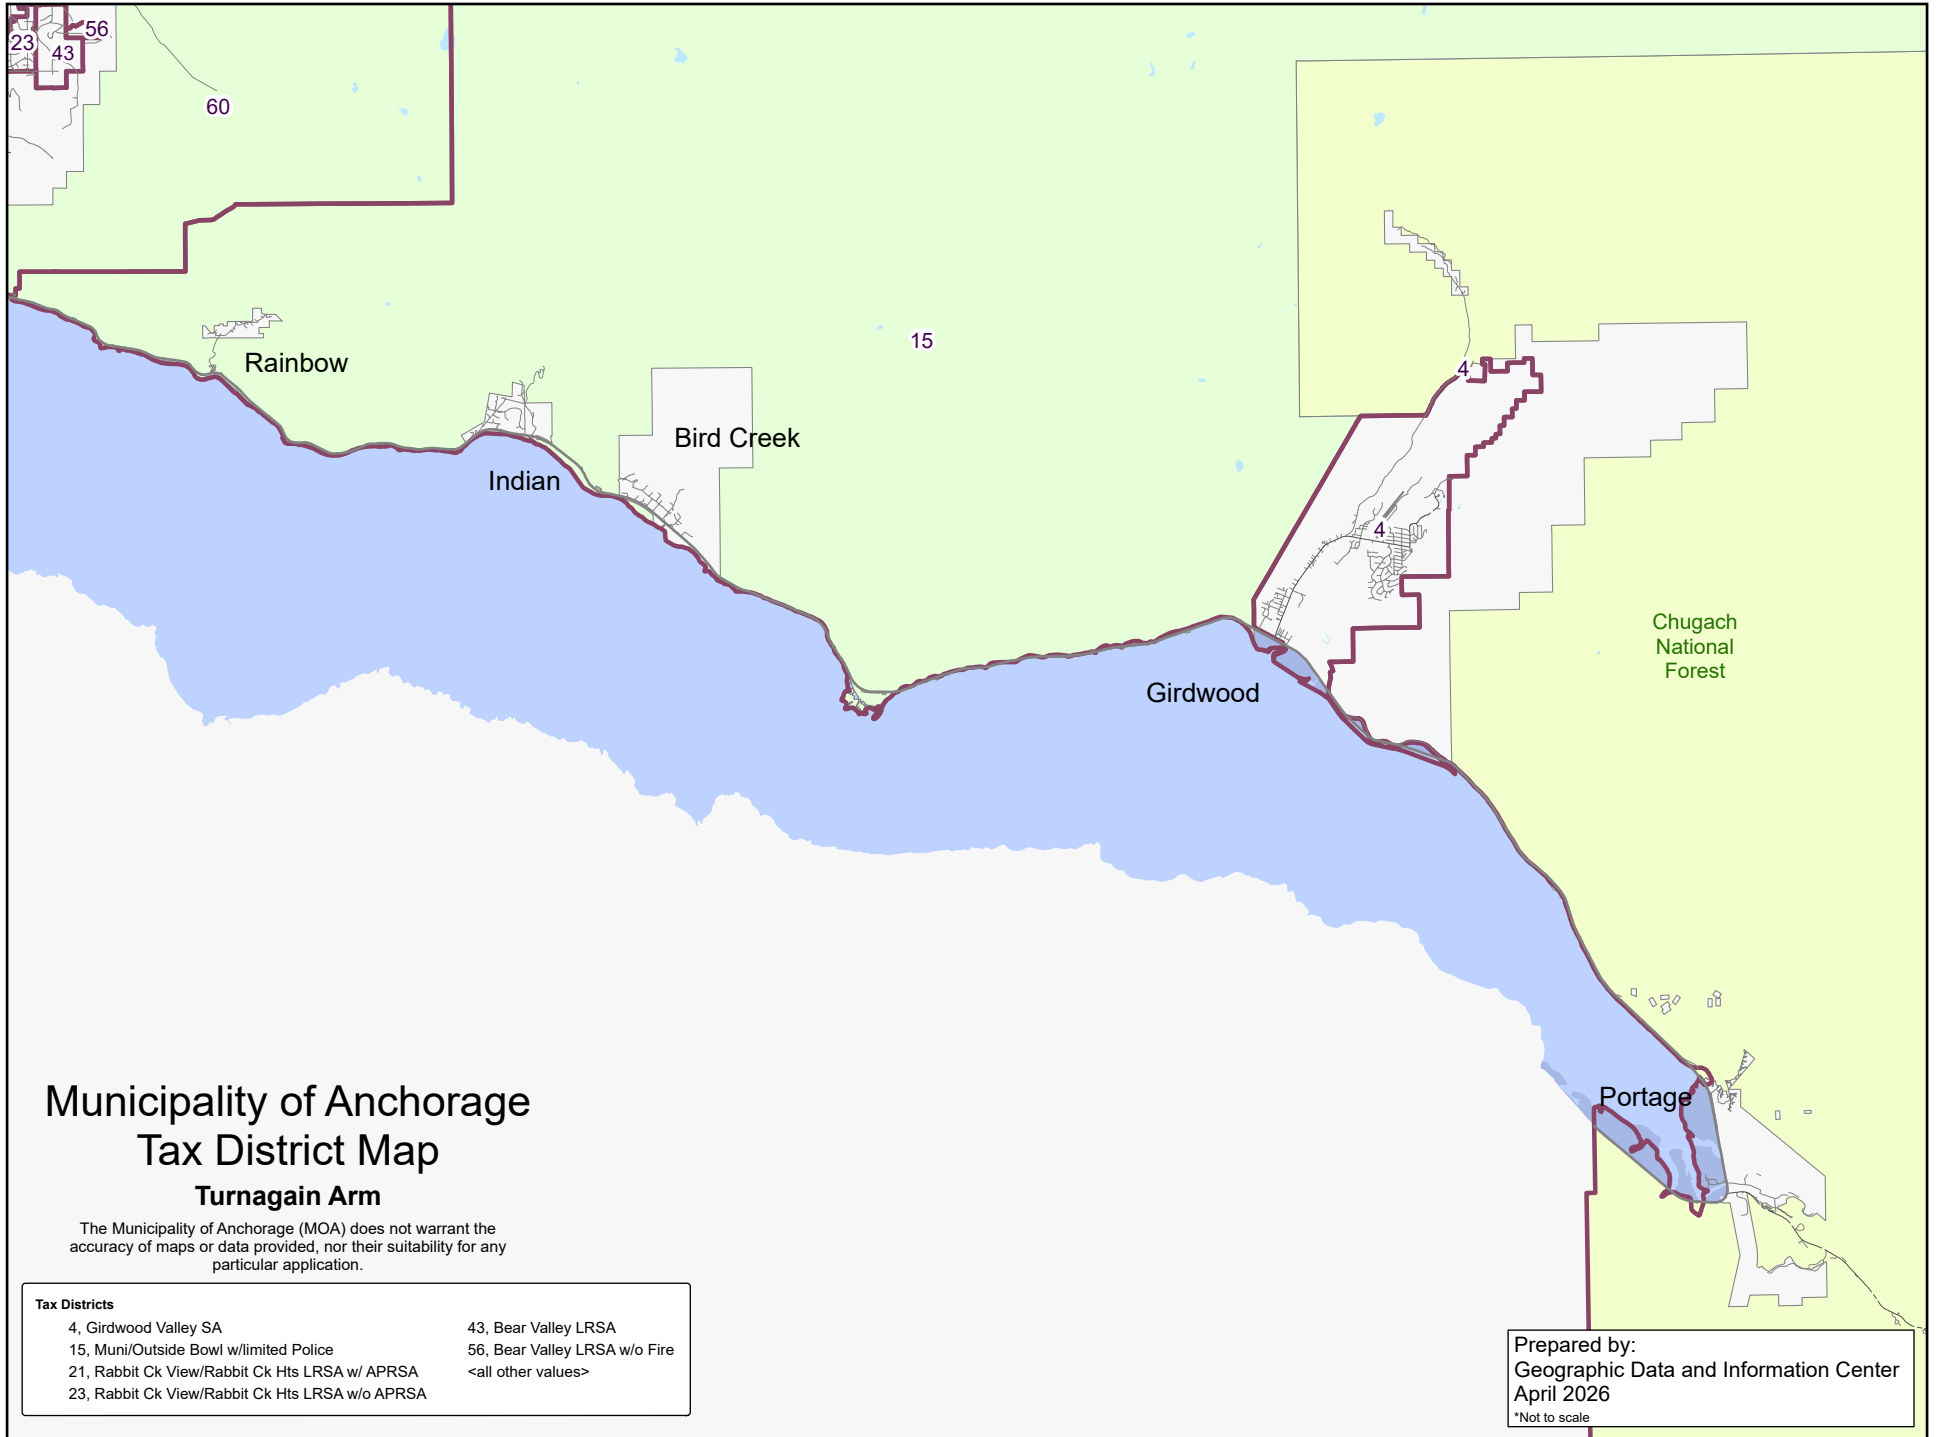 56
23
43
60
15
Rainbow
4
Bird Creek
Indian
4
Chugach
National
Forest
Girdwood
Portage
Municipality of Anchorage
Tax District Map
Turnagain Arm
The Municipality of Anchorage (MOA) does not warrant the
accuracy of maps or data provided, nor their suitability for any
particular application.
Tax Districts
4, Girdwood Valley SA
15, Muni/Outside Bowl w/limited Police
21, Rabbit Ck View/Rabbit Ck Hts LRSA w/ APRSA
23, Rabbit Ck View/Rabbit Ck Hts LRSA w/o APRSA
43, Bear Valley LRSA
56, Bear Valley LRSA w/o Fire
<all other values>
Prepared by:
Geographic Data and Information Center
April 2026
*Not to scale